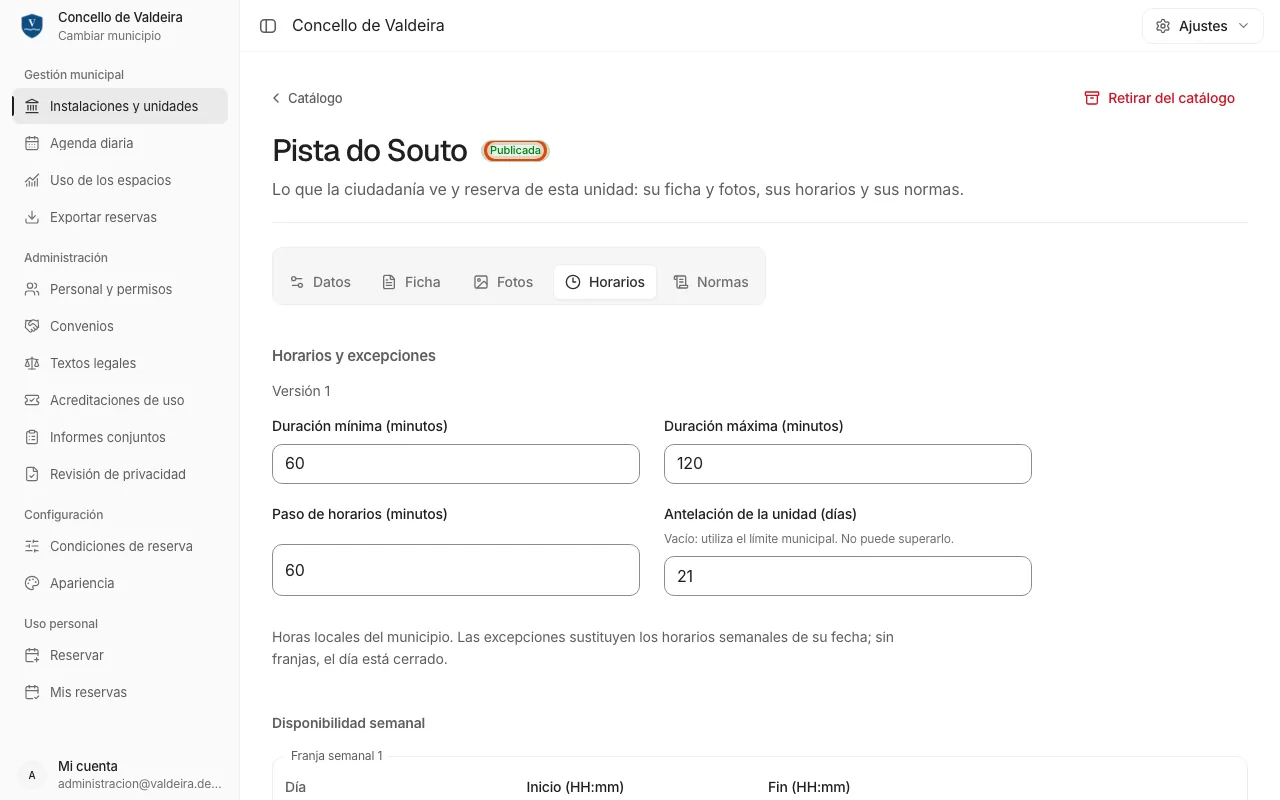 Concello de Valdeira
Cambiar municipio
Gestión municipal
Instalaciones y unidades
Agenda diaria
Uso de los espacios
Exportar reservas
Administración
Personal y permisos
Convenios
Textos legales
Acreditaciones de uso
Informes conjuntos
Revisión de privacidad
Configuración
Condiciones de reserva
Apariencia
Uso personal
Reservar
Mis reservas
A
Mi cuenta
administracion@valdeira.de...
Concello de Valdeira
Ajustes
Catálogo
Retirar del catálogo
Pista do Souto
Publicada
Lo que la ciudadanía ve y reserva de esta unidad: su ficha y fotos, sus horarios y sus normas.
Datos
Ficha
Fotos
Horarios
Normas
Horarios y excepciones
Versión 1
Duración mínima (minutos)
60
Duración máxima (minutos)
120
Paso de horarios (minutos)
60
Antelación de la unidad (días)
Vacío: utiliza el límite municipal. No puede superarlo.
21
Horas locales del municipio. Las excepciones sustituyen los horarios semanales de su fecha; sin
franjas, el día está cerrado.
Disponibilidad semanal
Franja semanal 1
Día
Inicio (HH:mm)
Fin (HH:mm)